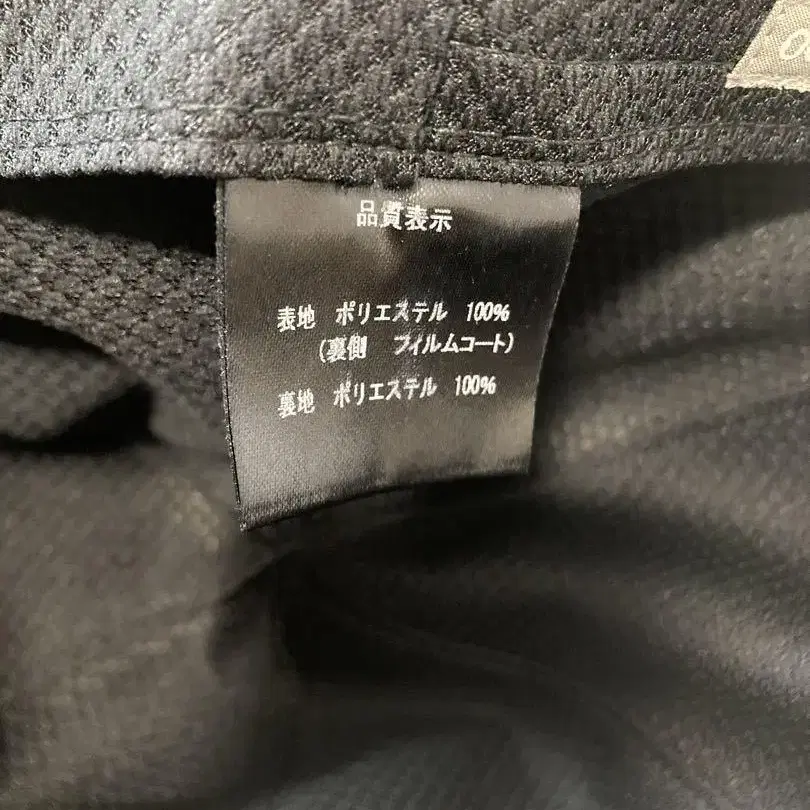 品質表示
表地 ポリエステル 100%
(裏側 フィルムコート)
裏地 ポリエステル 100%